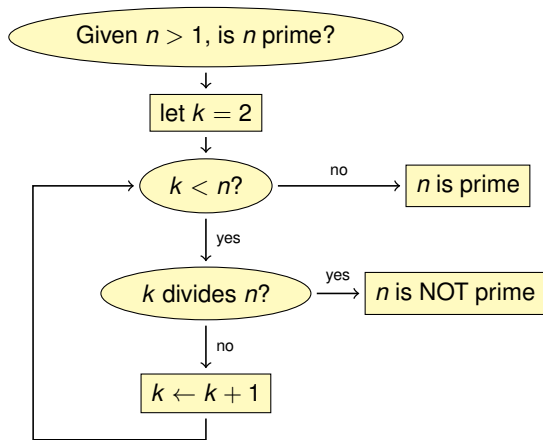 Given n > 1, is n prime?
let k = 2
k < n?
no
n is prime
yes
k divides n?
yes
n is NOT prime
no
k ← k + 1